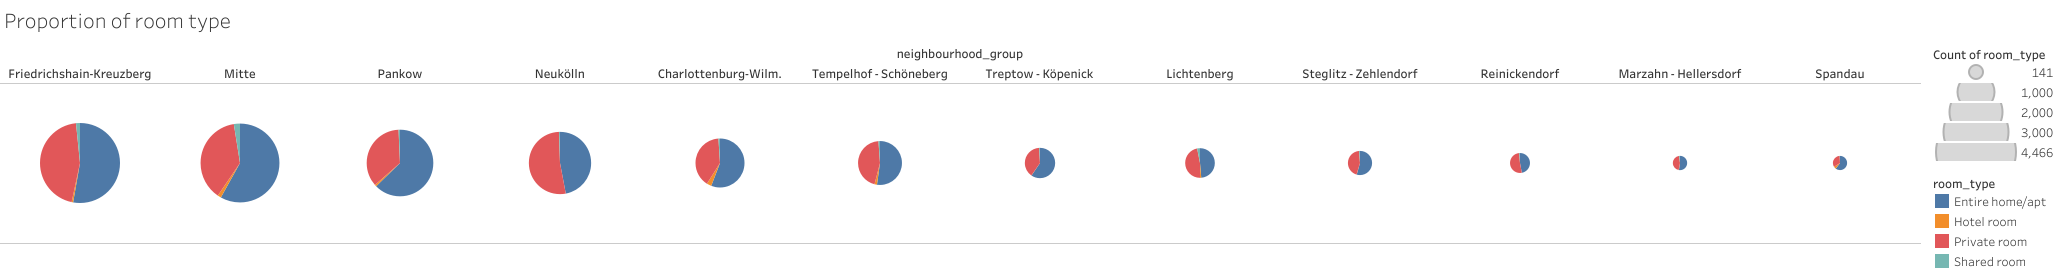 Proportion of room type
neighbourhood_group
Friedrichshain-Kreuzberg Mitte Pankow Neukölln Charlottenburg-Wilm. Tempelhof - Schöneberg Treptow - Köpenick Lichtenberg Steglitz - Zehlendorf Reinickendorf Marzahn - Hellersdorf Spandau
Count of room_type
141
1,000
2,000
3,000
4,466
room_type
Entire home/apt
Hotel room
Private room
Shared room